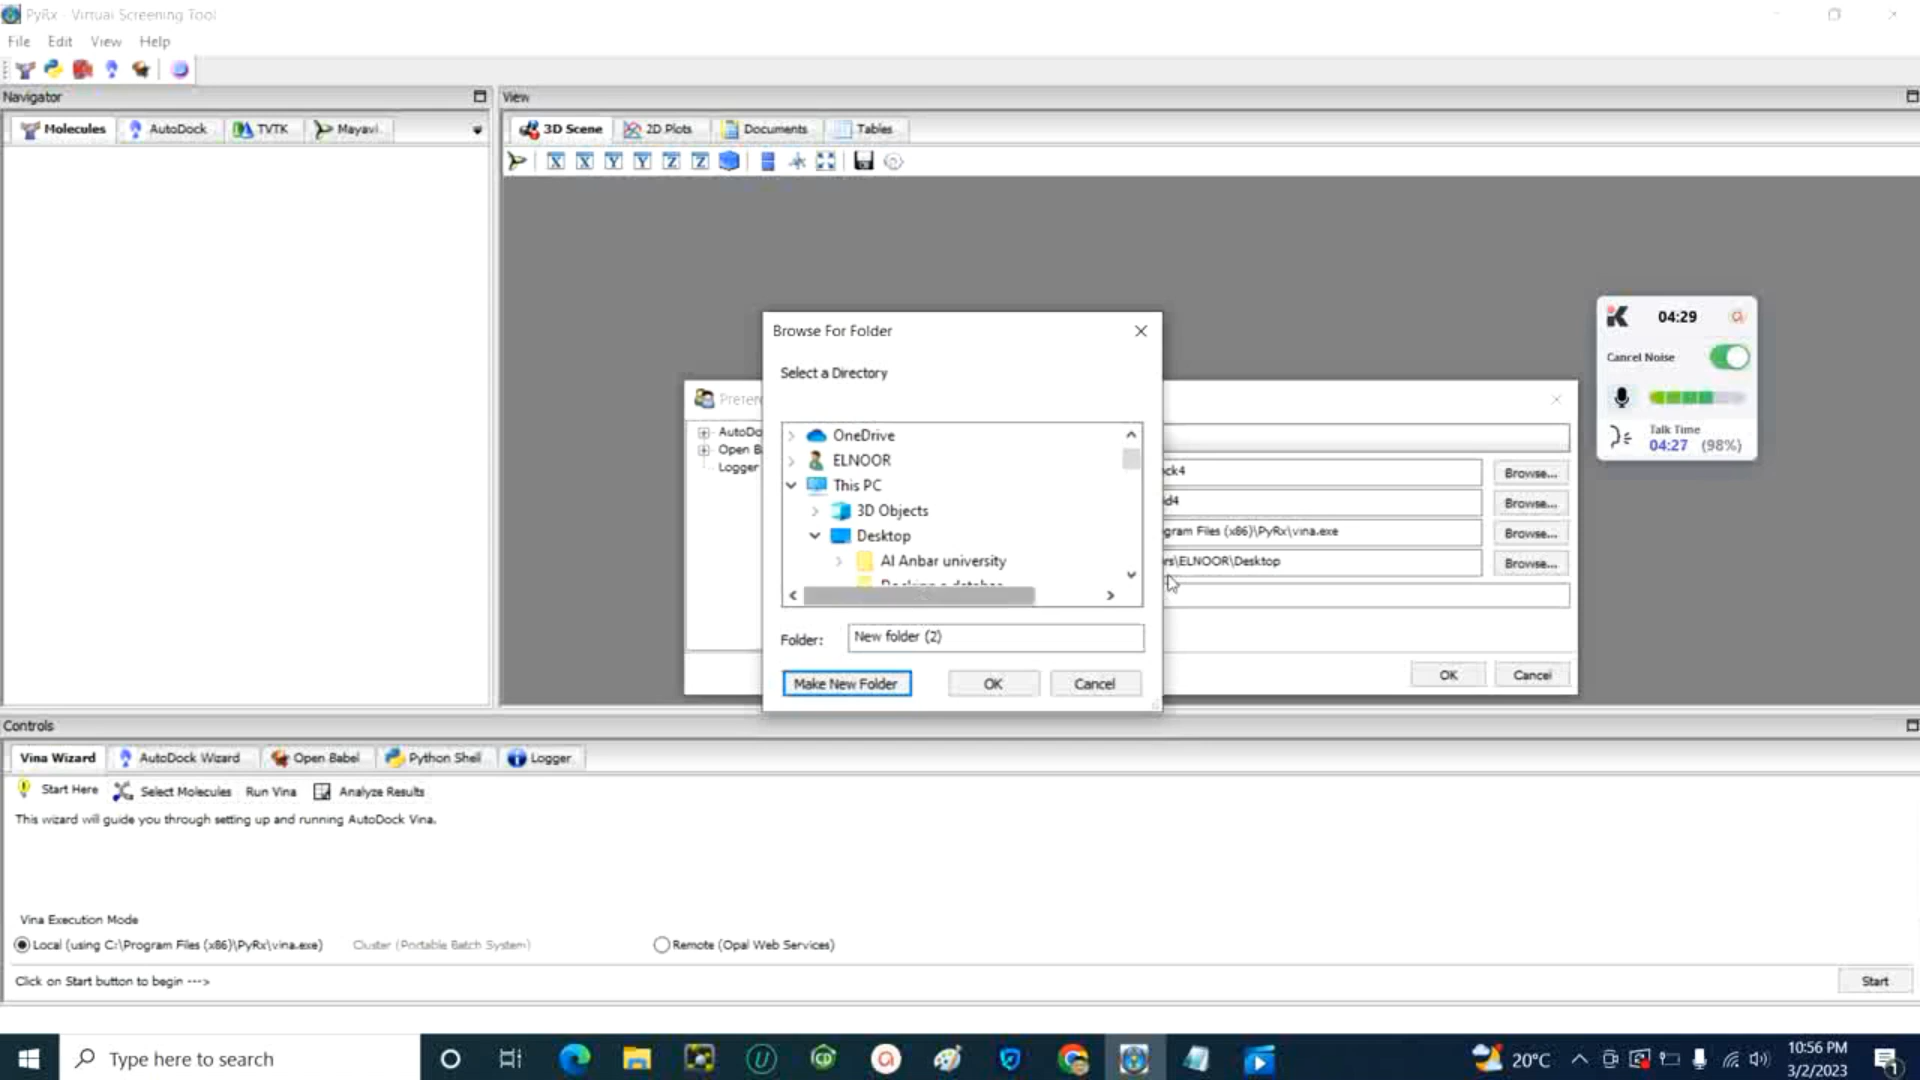 PyRx - Virtual Screening Tool
File Edit View Help
Navigator
View
Molecules AutoDock TVTK Mayavi
3D Scene 2D Plots Documents Tables
X X Y Y Z Z
Browse For Folder
Select a Directory
OneDrive
ELNOOR
This PC
3D Objects
Desktop
Al Anbar university
Folder: New folder (2)
Make New Folder OK Cancel
Prefere
AutoDo
Open B
Logger
ck4 Browse...
d4 Browse...
gram Files (x86)\PyRx\vina.exe Browse...
rs\ELNOOR\Desktop Browse...
OK Cancel
04:29
Cancel Noise
Talk Time
04:27 (98%)
Controls
Vina Wizard AutoDock Wizard Open Babel Python Shell Logger
Start Here Select Molecules Run Vina Analyze Results
This wizard will guide you through setting up and running AutoDock Vina.
Vina Execution Mode
Local (using C:\Program Files (x86)\PyRx\vina.exe) Cluster (Portable Batch System) Remote (Opal Web Services)
Click on Start button to begin --->
Start
Type here to search
20°C
10:56 PM
3/2/2023
1